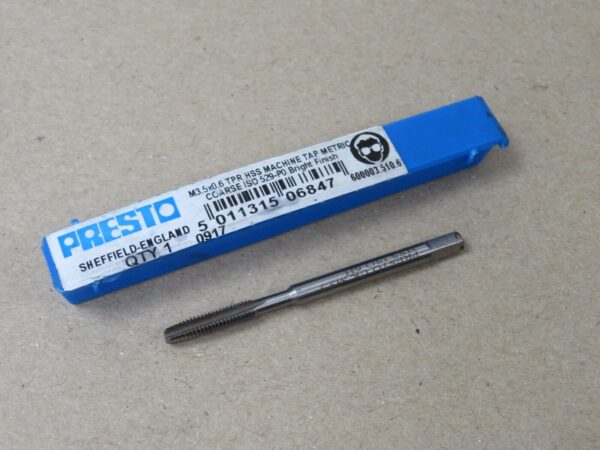 PRESTO
SHEFFIELD-ENGLAND
QTY 1
M3.5x0.6 TPR HSS MACHINE TAP METRIC
COARSE ISO 529-P0 Bright Finish
5 011315 06847
0917
600003.510.6